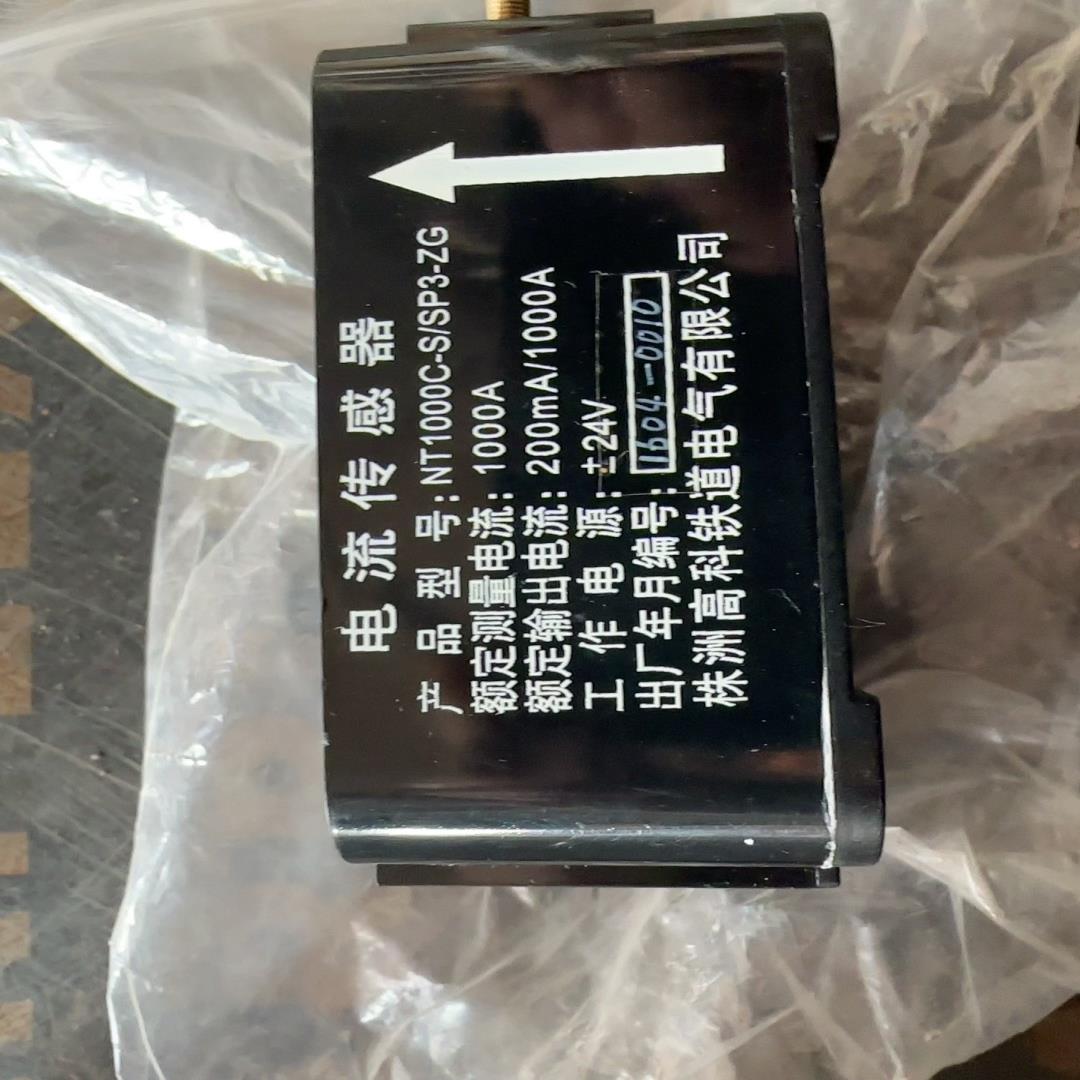 电流传感器
产品型号:NT1000C-S/SP3-ZG
额定测量电流:1000A
额定输出电流:200mA/1000A
工作电源:±24V
出厂年月编号:1604-0010
株洲高科铁道电气有限公司